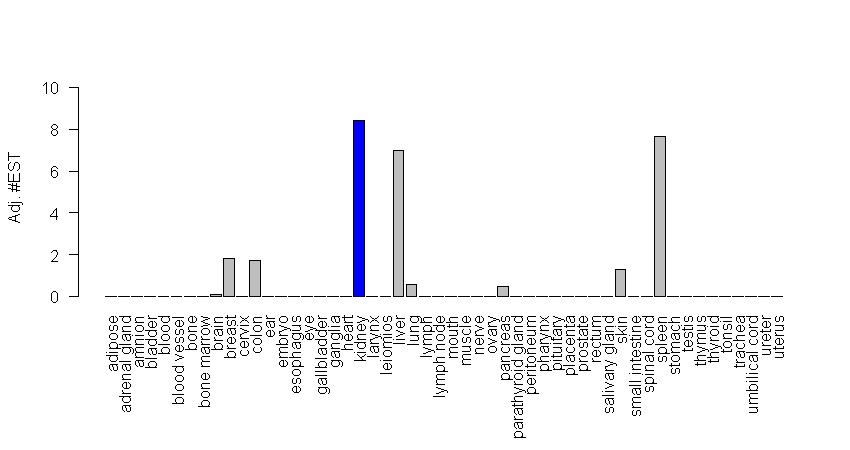 Adj. #EST
10
8
6
4
2
0
adipose
adrenal gland
amnion
bladder
blood
blood vessel
bone
bone marrow
brain
breast
cervix
colon
ear
embryo
esophagus
eye
gallbladder
ganglia
heart
kidney
larynx
leiomios
liver
lung
lymph
lymph node
mouth
muscle
nerve
ovary
pancreas
parathyroid gland
peritoneum
pharynx
pituitary
placenta
prostate
rectum
salivary gland
skin
small intestine
spinal cord
spleen
stomach
testis
thymus
thyroid
tonsil
trachea
umbilical cord
ureter
uterus